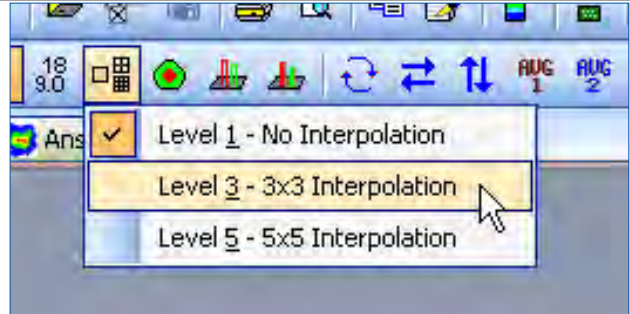 18
9.0
AVG
1
AVG
2
Ans
Level 1 - No Interpolation
Level 3 - 3x3 Interpolation
Level 5 - 5x5 Interpolation